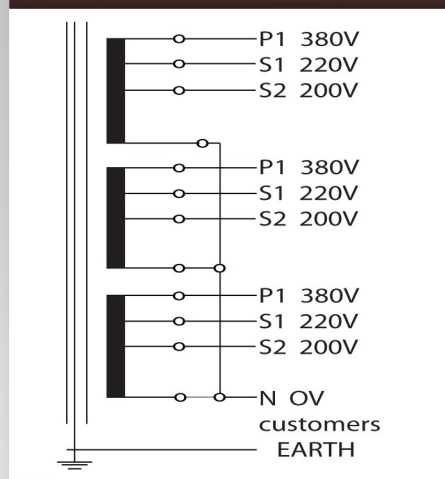 P1 380V
S1 220V
S2 200V
P1 380V
S1 220V
S2 200V
P1 380V
S1 220V
S2 200V
N OV
customers
EARTH